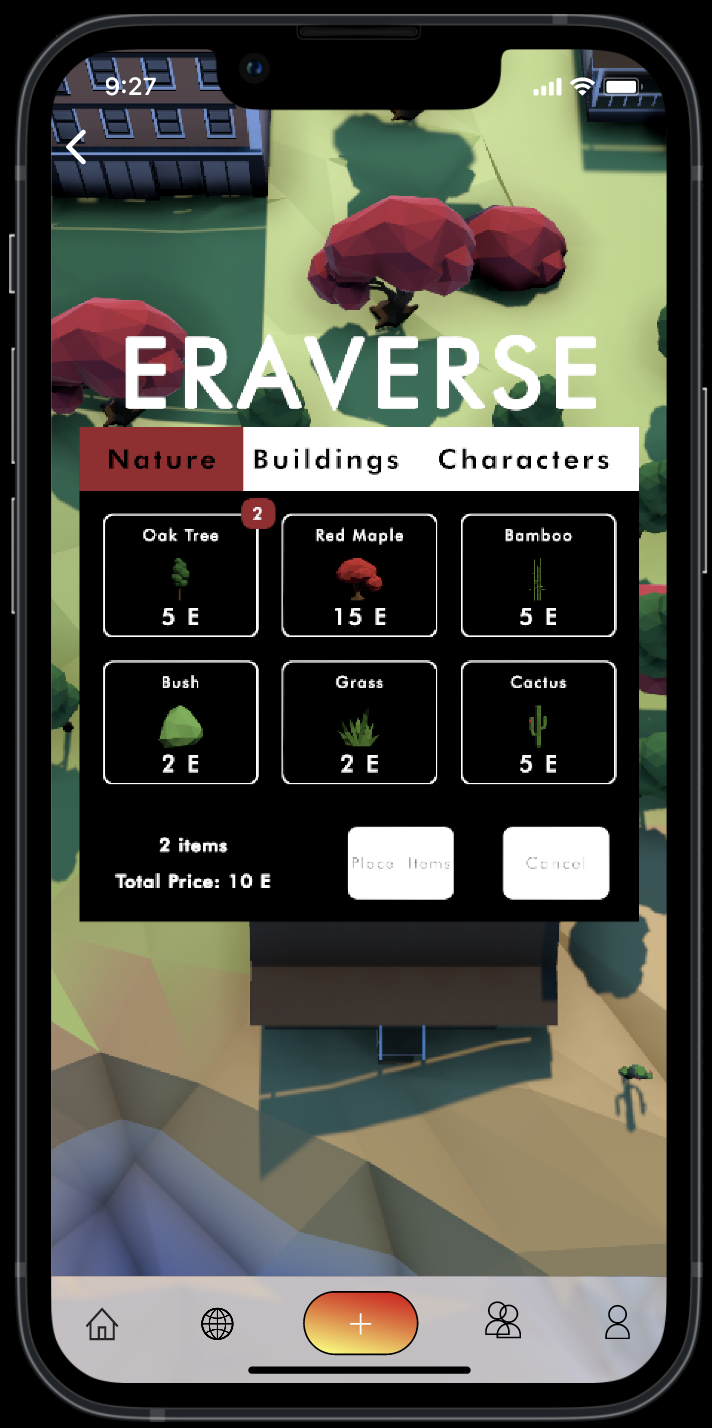 9:27
ERAVERSE
Nature Buildings Characters
2
Oak Tree Red Maple Bamboo
5 E 15 E 5 E
Bush Grass Cactus
2 E 2 E 5 E
2 items
Place Items Cancel
Total Price: 10 E